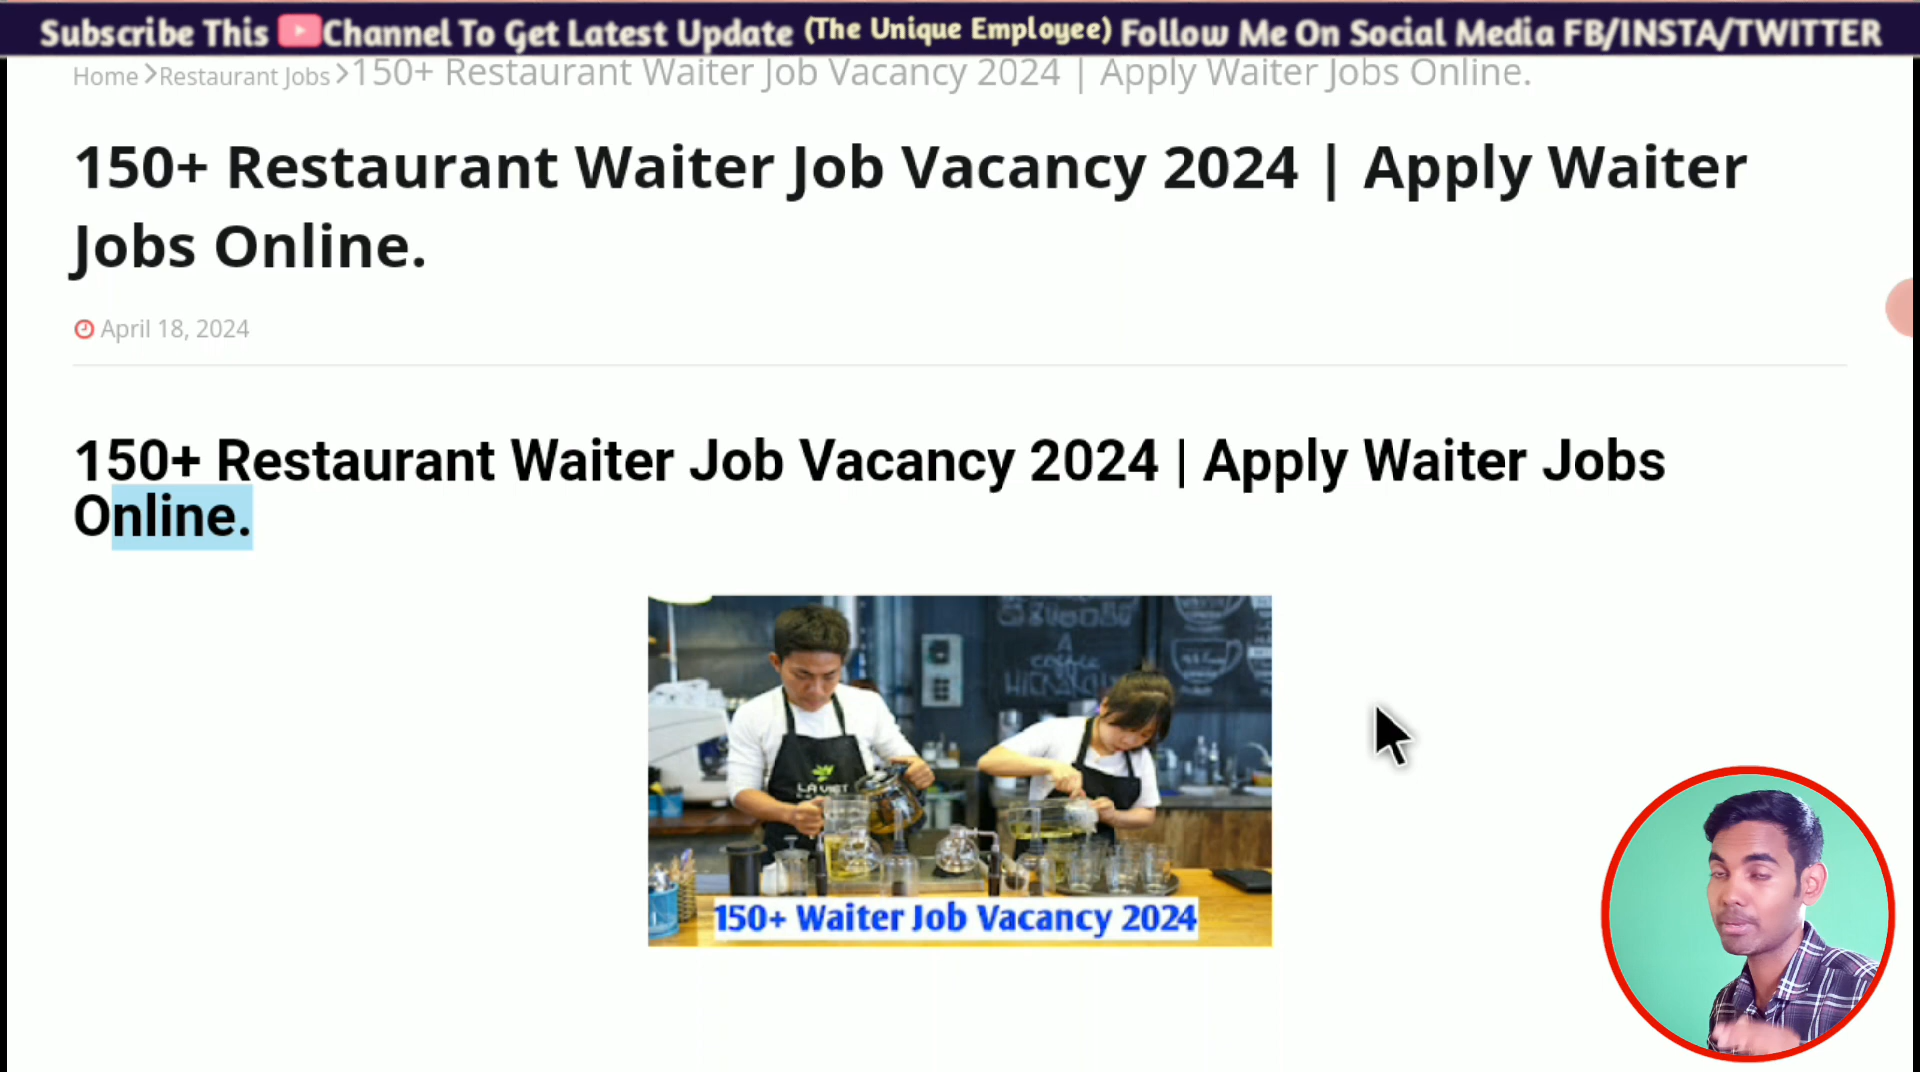 Subscribe This Channel To Get Latest Update (The Unique Employee) Follow Me On Social Media FB/INSTA/TWITTER
Home > Restaurant Jobs > 150+ Restaurant Waiter Job Vacancy 2024 | Apply Waiter Jobs Online.
150+ Restaurant Waiter Job Vacancy 2024 | Apply Waiter
Jobs Online.
April 18, 2024
150+ Restaurant Waiter Job Vacancy 2024 | Apply Waiter Jobs
Online.
A
LA VIET
150+ Waiter Job Vacancy 2024